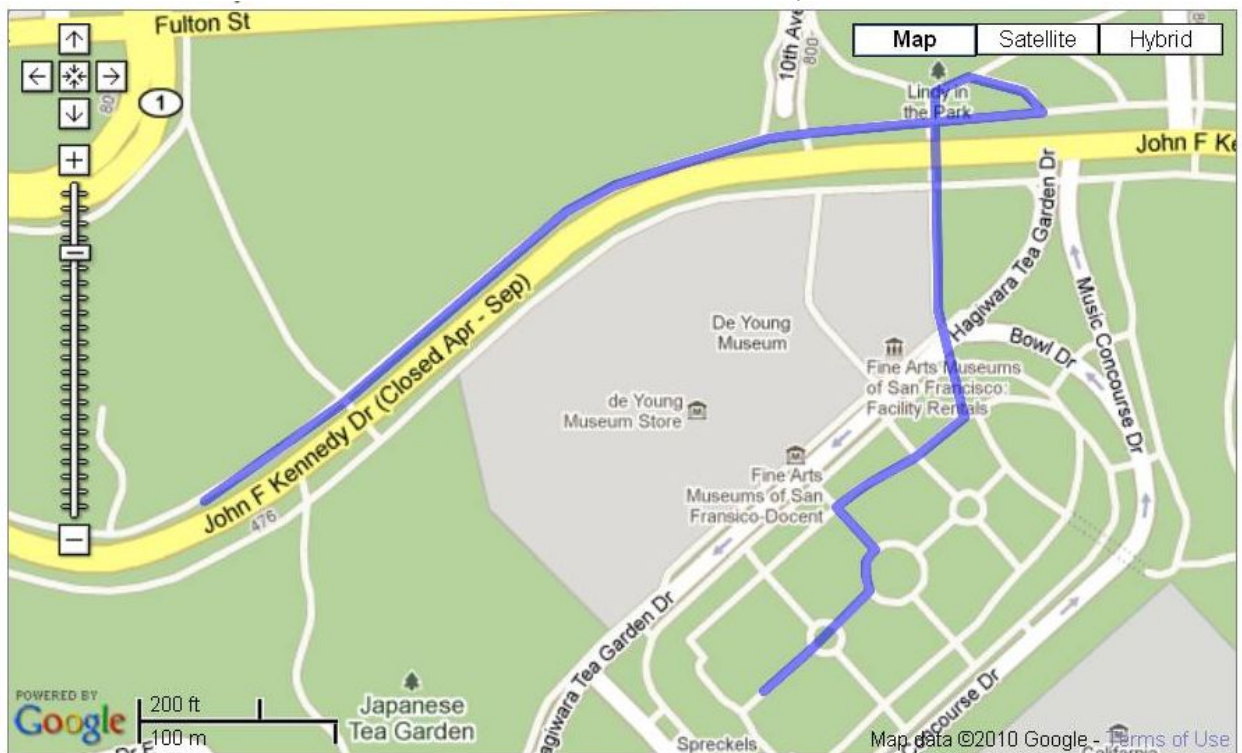 Fulton St
10th Ave
800-
Map
Satellite
Hybrid
80
1
Lindy in
the Park
John F Ke
Hagiwara Tea Garden Dr
Music Concourse Dr
Bowl Dr
De Young
Museum
Fine Arts Museums
of San Francisco:
Facility Rentals
de Young
Museum Store
John F Kennedy Dr (Closed Apr - Sep)
Fine Arts
Museums of San
Fransico-Docent
476
Hagiwara Tea Garden Dr
Concourse Dr
POWERED BY
Google
200 ft
100 m
Japanese
Tea Garden
Spreckels
Map data ©2010 Google - Terms of Use